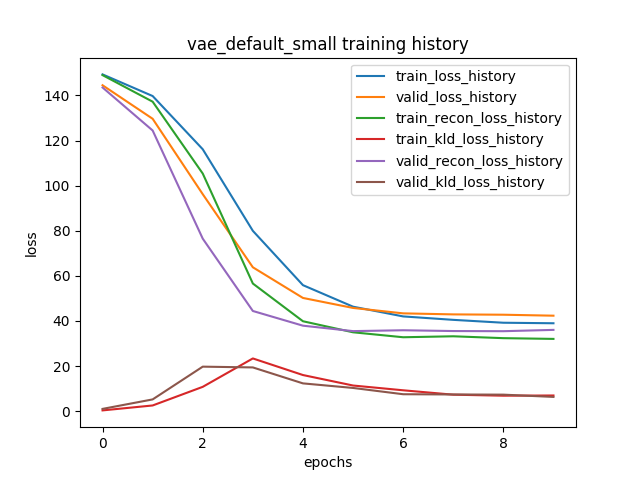 vae_default_small training history
train_loss_history
valid_loss_history
train_recon_loss_history
train_kld_loss_history
valid_recon_loss_history
valid_kld_loss_history
140
120
100
80
60
40
20
0
loss
0 2 4 6 8
epochs